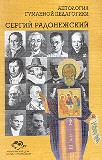 АНТОЛОГИЯ
ГУМАННОЙ ПЕДАГОГИКИ
СЕРГИЙ РАДОНЕЖСКИЙ